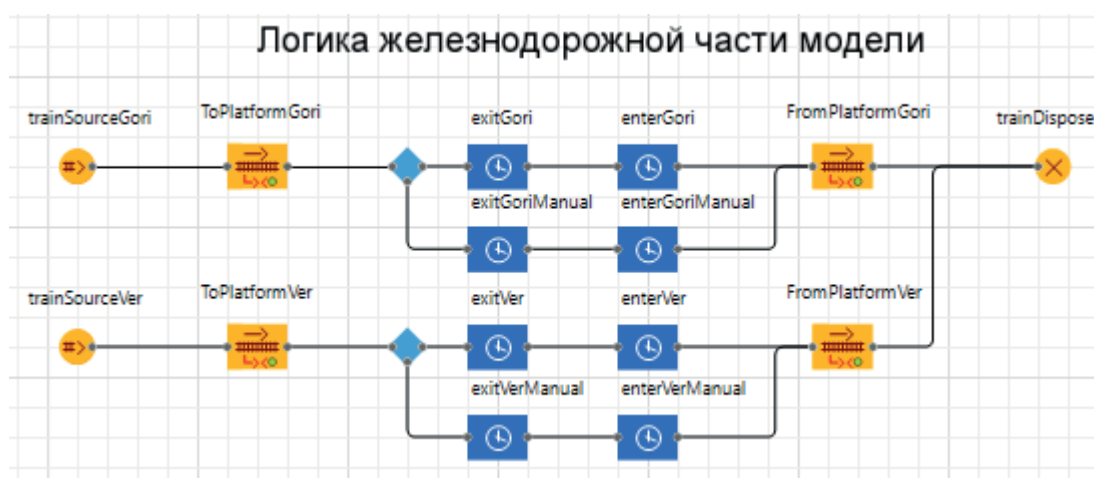 Логика железнодорожной части модели
trainSourceGori
ToPlatformGori
exitGori
enterGori
FromPlatformGori
trainDispose
exitGoriManual
enterGoriManual
trainSourceVer
ToPlatformVer
exitVer
enterVer
FromPlatformVer
exitVerManual
enterVerManual